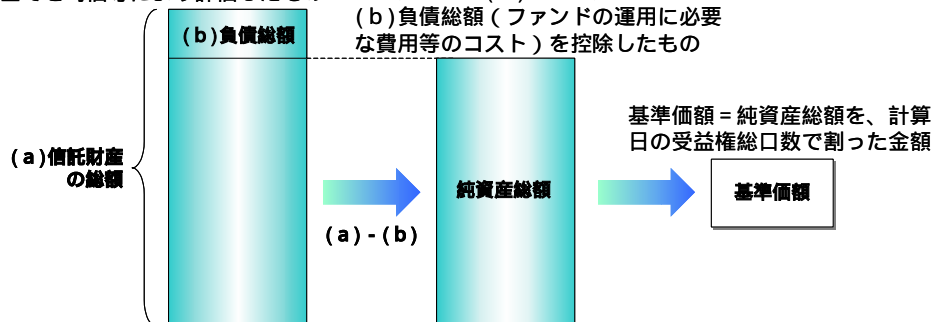 (b)負債総額(ファンドの運用に必要
な費用等のコスト)を控除したもの
(b)負債総額
(a)信託財産
の総額
(a)-(b)
純資産総額
基準価額=純資産総額を、計算
日の受益権総口数で割った金額
基準価額